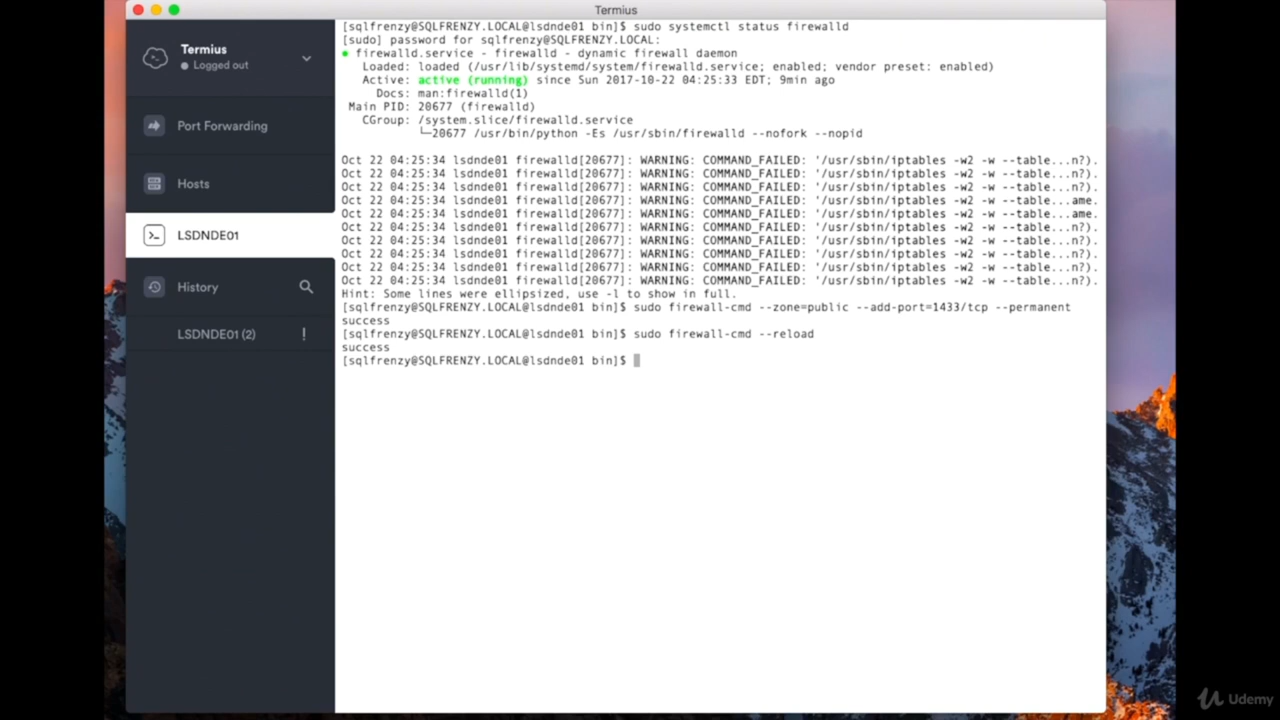 Termius
Termius
Logged out
Port Forwarding
Hosts
LSDNDE01
History
LSDNDE01 (2)
[sqlfrenzy@SQLFRENZY.LOCAL@lsdnde01 bin]$ sudo systemctl status firewalld
[sudo] password for sqlfrenzy@SQLFRENZY.LOCAL:
● firewalld.service - firewalld - dynamic firewall daemon
Loaded: loaded (/usr/lib/systemd/system/firewalld.service; enabled; vendor preset: enabled)
Active: active (running) since Sun 2017-10-22 04:25:33 EDT; 9min ago
Docs: man:firewalld(1)
Main PID: 20677 (firewalld)
CGroup: /system.slice/firewalld.service
└─20677 /usr/bin/python -Es /usr/sbin/firewalld --nofork --nopid
Oct 22 04:25:34 lsdnde01 firewalld[20677]: WARNING: COMMAND_FAILED: '/usr/sbin/iptables -w2 -w --table...n?).
Oct 22 04:25:34 lsdnde01 firewalld[20677]: WARNING: COMMAND_FAILED: '/usr/sbin/iptables -w2 -w --table...n?).
Oct 22 04:25:34 lsdnde01 firewalld[20677]: WARNING: COMMAND_FAILED: '/usr/sbin/iptables -w2 -w --table...n?).
Oct 22 04:25:34 lsdnde01 firewalld[20677]: WARNING: COMMAND_FAILED: '/usr/sbin/iptables -w2 -w --table...ame.
Oct 22 04:25:34 lsdnde01 firewalld[20677]: WARNING: COMMAND_FAILED: '/usr/sbin/iptables -w2 -w --table...ame.
Oct 22 04:25:34 lsdnde01 firewalld[20677]: WARNING: COMMAND_FAILED: '/usr/sbin/iptables -w2 -w --table...n?).
Oct 22 04:25:34 lsdnde01 firewalld[20677]: WARNING: COMMAND_FAILED: '/usr/sbin/iptables -w2 -w --table...n?).
Oct 22 04:25:34 lsdnde01 firewalld[20677]: WARNING: COMMAND_FAILED: '/usr/sbin/iptables -w2 -w --table...n?).
Oct 22 04:25:34 lsdnde01 firewalld[20677]: WARNING: COMMAND_FAILED: '/usr/sbin/iptables -w2 -w --table...n?).
Oct 22 04:25:34 lsdnde01 firewalld[20677]: WARNING: COMMAND_FAILED: '/usr/sbin/iptables -w2 -w --table...n?).
Hint: Some lines were ellipsized, use -l to show in full.
[sqlfrenzy@SQLFRENZY.LOCAL@lsdnde01 bin]$ sudo firewall-cmd --zone=public --add-port=1433/tcp --permanent
success
[sqlfrenzy@SQLFRENZY.LOCAL@lsdnde01 bin]$ sudo firewall-cmd --reload
success
[sqlfrenzy@SQLFRENZY.LOCAL@lsdnde01 bin]$
Udemy